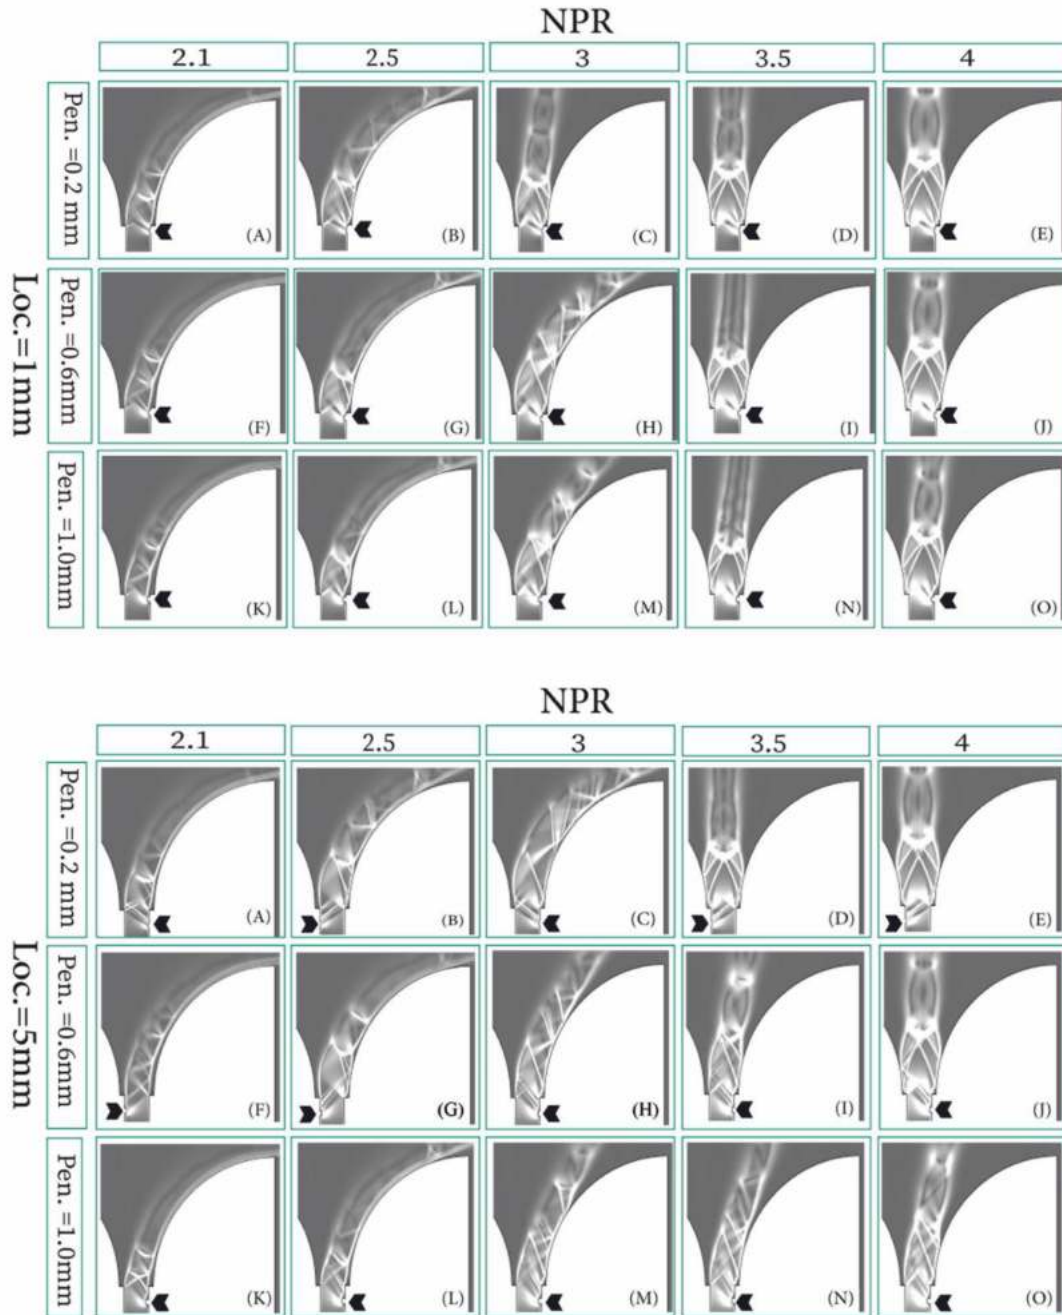 NPR
2.1 2.5 3 3.5 4
Loc.=1mm
Pen. =0.2 mm
(A) (B) (C) (D) (E)
Pen. =0.6mm
(F) (G) (H) (I) (J)
Pen. =1.0mm
(K) (L) (M) (N) (O)
NPR
2.1 2.5 3 3.5 4
Loc.=5mm
Pen. =0.2 mm
(A) (B) (C) (D) (E)
Pen. =0.6mm
(F) (G) (H) (I) (J)
Pen. =1.0mm
(K) (L) (M) (N) (O)